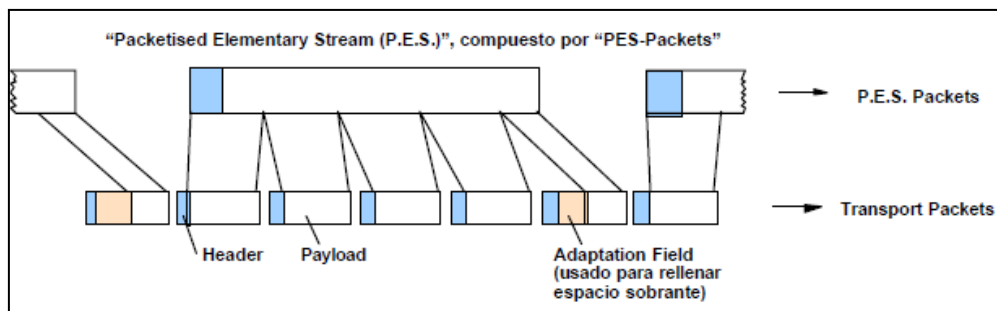 “Packetised Elementary Stream (P.E.S.)”, compuesto por “PES-Packets”
P.E.S. Packets
Transport Packets
Header
Payload
Adaptation Field
(usado para rellenar
espacio sobrante)